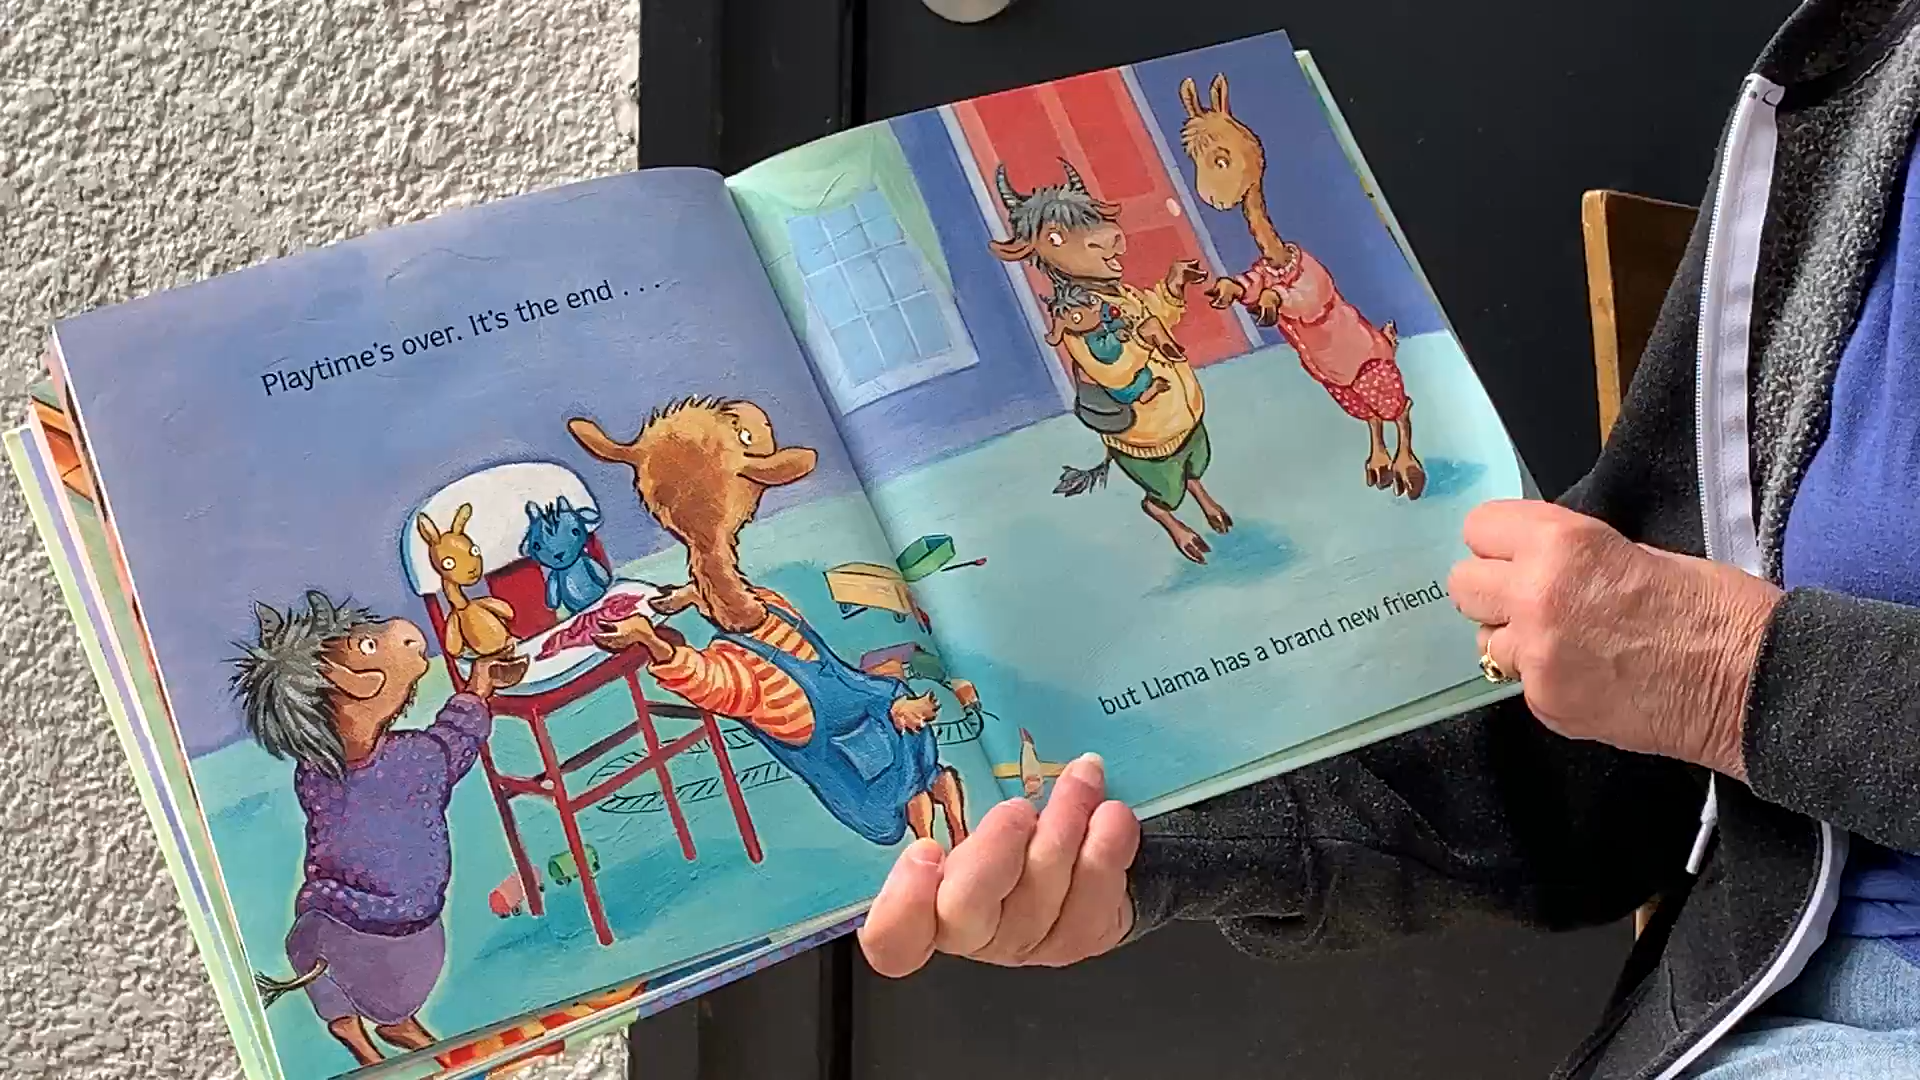 Playtime's over. It's the end . . .
but Llama has a brand new friend.